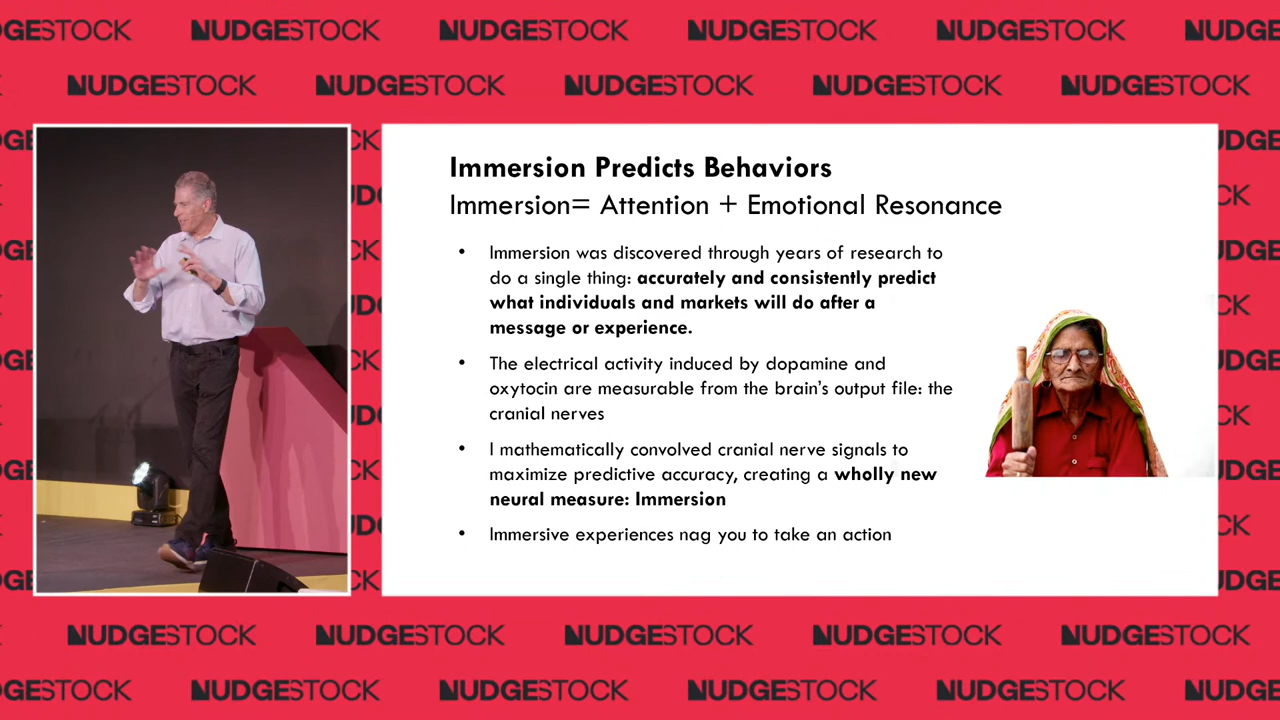 GESTOCK NUDGESTOCK NUDGESTOCK NUDGESTOCK NUDGESTOCK NUDGE
NUDGESTOCK NUDGESTOCK NUDGESTOCK NUDGESTOCK NUDGESTOCK
Immersion Predicts Behaviors
Immersion= Attention + Emotional Resonance
• Immersion was discovered through years of research to
do a single thing: accurately and consistently predict
what individuals and markets will do after a
message or experience.
• The electrical activity induced by dopamine and
oxytocin are measurable from the brain's output file: the
cranial nerves
• I mathematically convolved cranial nerve signals to
maximize predictive accuracy, creating a wholly new
neural measure: Immersion
• Immersive experiences nag you to take an action
NUDGESTOCK NUDGESTOCK NUDGESTOCK NUDGESTOCK NUDGESTOCK
GESTOCK NUDGESTOCK NUDGESTOCK NUDGESTOCK NUDGESTOCK NUDGE